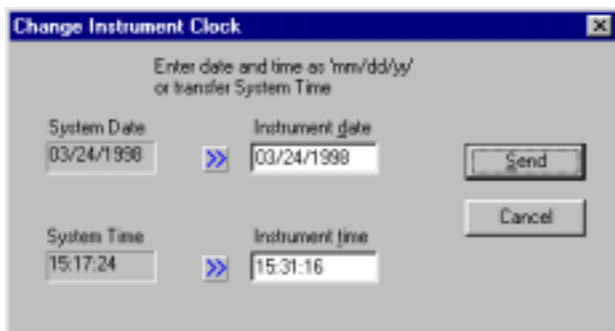 Change Instrument Clock
Enter date and time as 'mm/dd/yy'
or transfer System Time
System Date
Instrument date
03/24/1998
03/24/1998
Send
Cancel
System Time
Instrument time
15:17:24
15:31:16